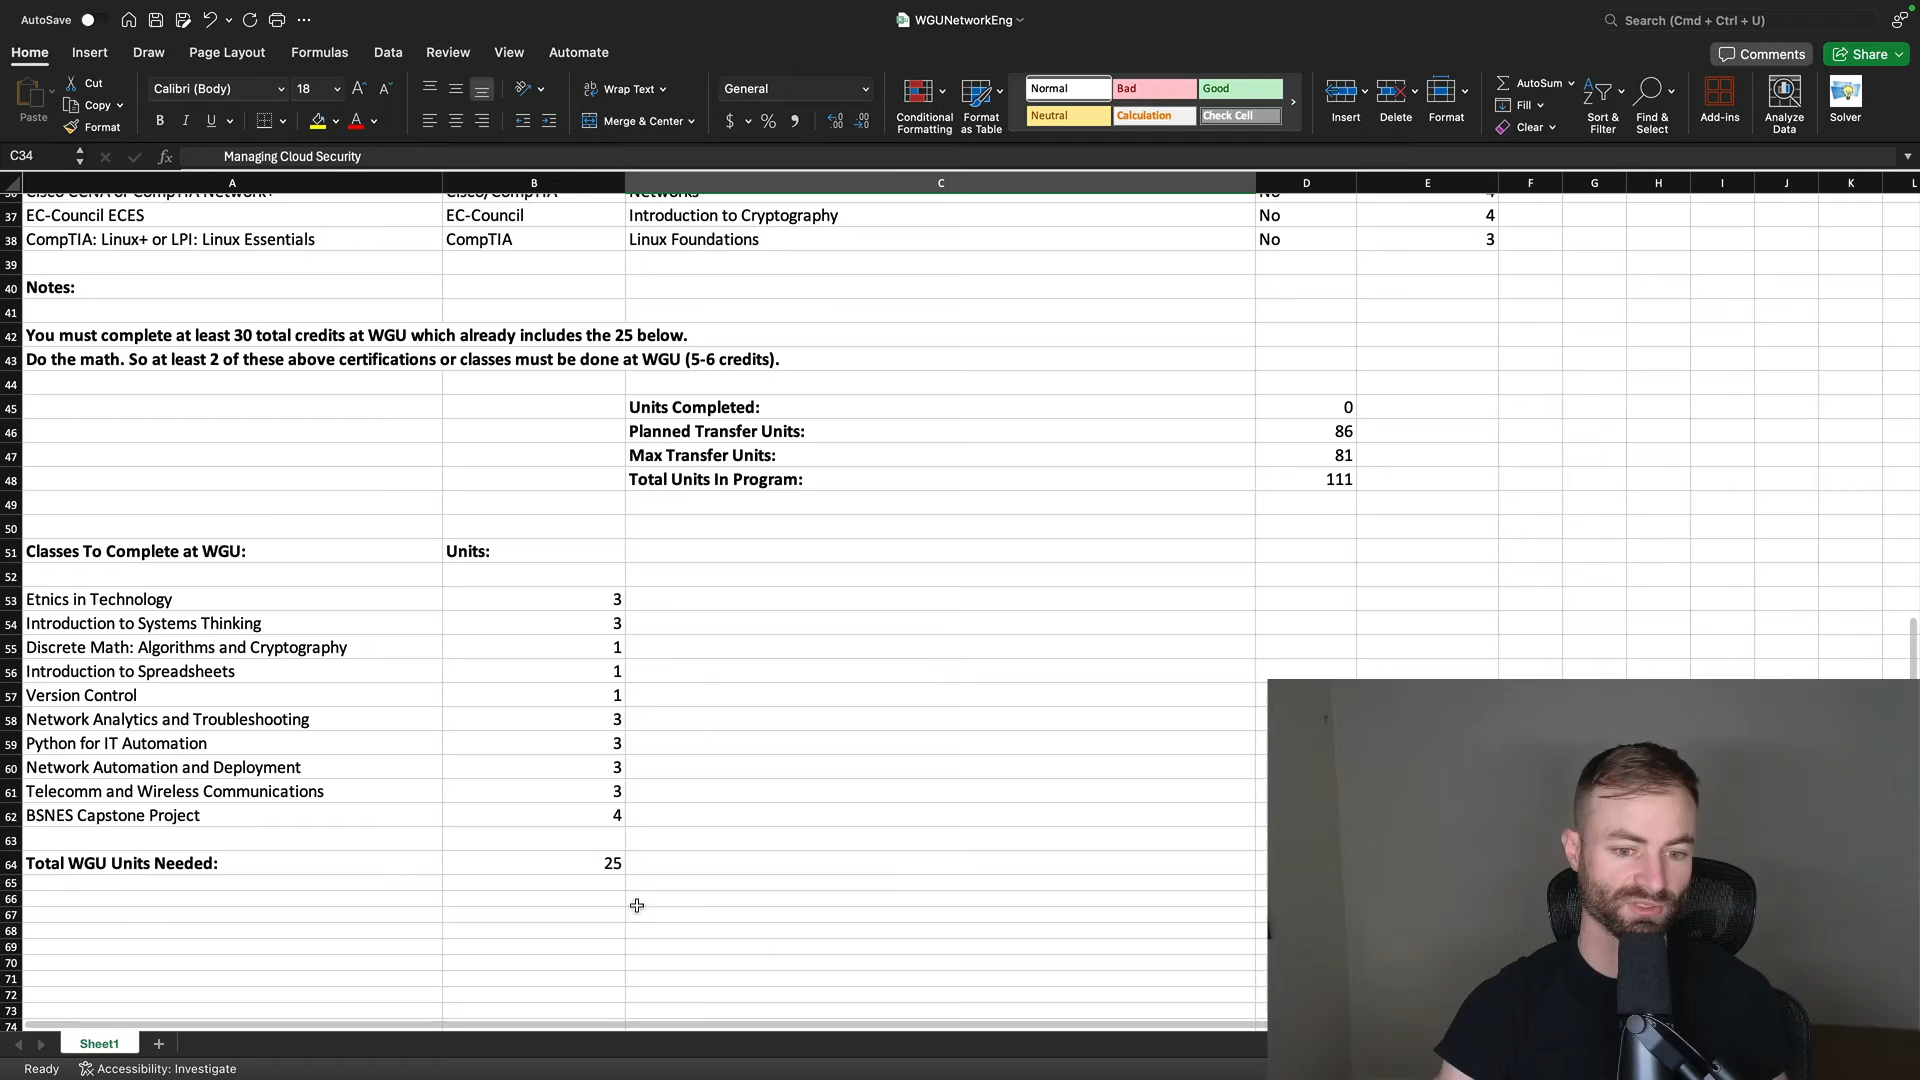 AutoSave
WGUNetworkEng
Search (Cmd + Ctrl + U)
Home Insert Draw Page Layout Formulas Data Review View Automate
Comments Share
Paste Cut Copy Format
Calibri (Body) 18
A A
B I U A
Wrap Text
Merge & Center
General
$ % 9
Conditional Formatting
Format as Table
Normal Bad Good
Neutral Calculation Check Cell
Insert Delete Format
AutoSum
Fill
Clear
Sort & Filter
Find & Select
Add-ins
Analyze Data
Solver
C34 fx Managing Cloud Security
A B C D E F G H I J K L
37 EC-Council ECES EC-Council Introduction to Cryptography No 4
38 CompTIA: Linux+ or LPI: Linux Essentials CompTIA Linux Foundations No 3
39
40 Notes:
41
42 You must complete at least 30 total credits at WGU which already includes the 25 below.
43 Do the math. So at least 2 of these above certifications or classes must be done at WGU (5-6 credits).
44
45 Units Completed: 0
46 Planned Transfer Units: 86
47 Max Transfer Units: 81
48 Total Units In Program: 111
49
50
51 Classes To Complete at WGU: Units:
52
53 Etnics in Technology 3
54 Introduction to Systems Thinking 3
55 Discrete Math: Algorithms and Cryptography 1
56 Introduction to Spreadsheets 1
57 Version Control 1
58 Network Analytics and Troubleshooting 3
59 Python for IT Automation 3
60 Network Automation and Deployment 3
61 Telecomm and Wireless Communications 3
62 BSNES Capstone Project 4
63
64 Total WGU Units Needed: 25
65
66
67
68
69
70
71
72
73
74
Sheet1 +
Ready Accessibility: Investigate